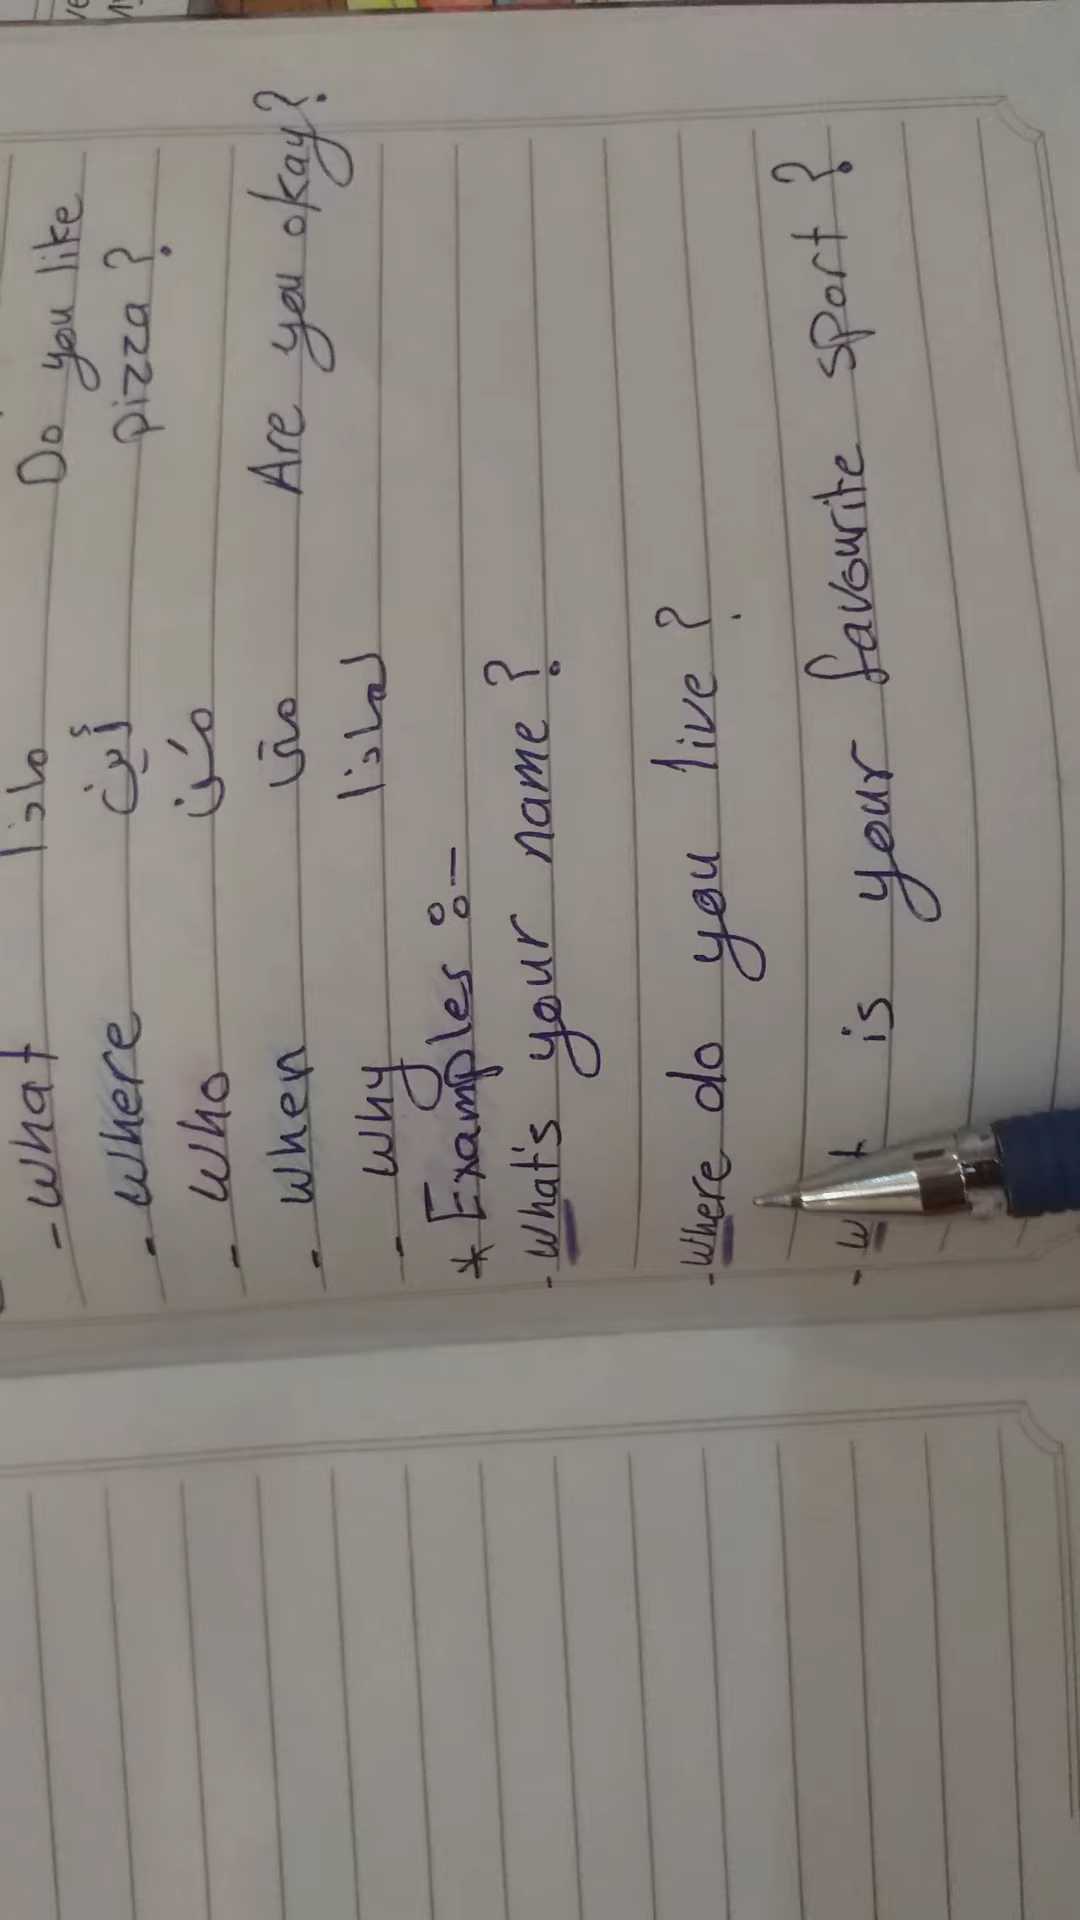 - What ماذا Do you like
- Where أين pizza?
- Who مَن
- When متى Are you okay?
- Why لماذا
* Examples :-
- What's your name?
- Where do you live?
- is your favourite sport?